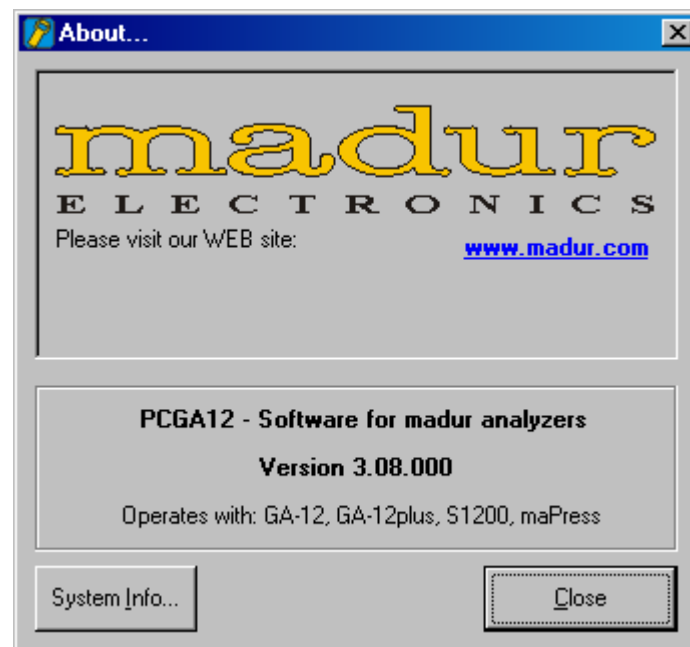 About...
madur
ELECTRONICS
Please visit our WEB site: www.madur.com
PCGA12 - Software for madur analyzers
Version 3.08.000
Operates with: GA-12, GA-12plus, S1200, maPress
System Info...
Close